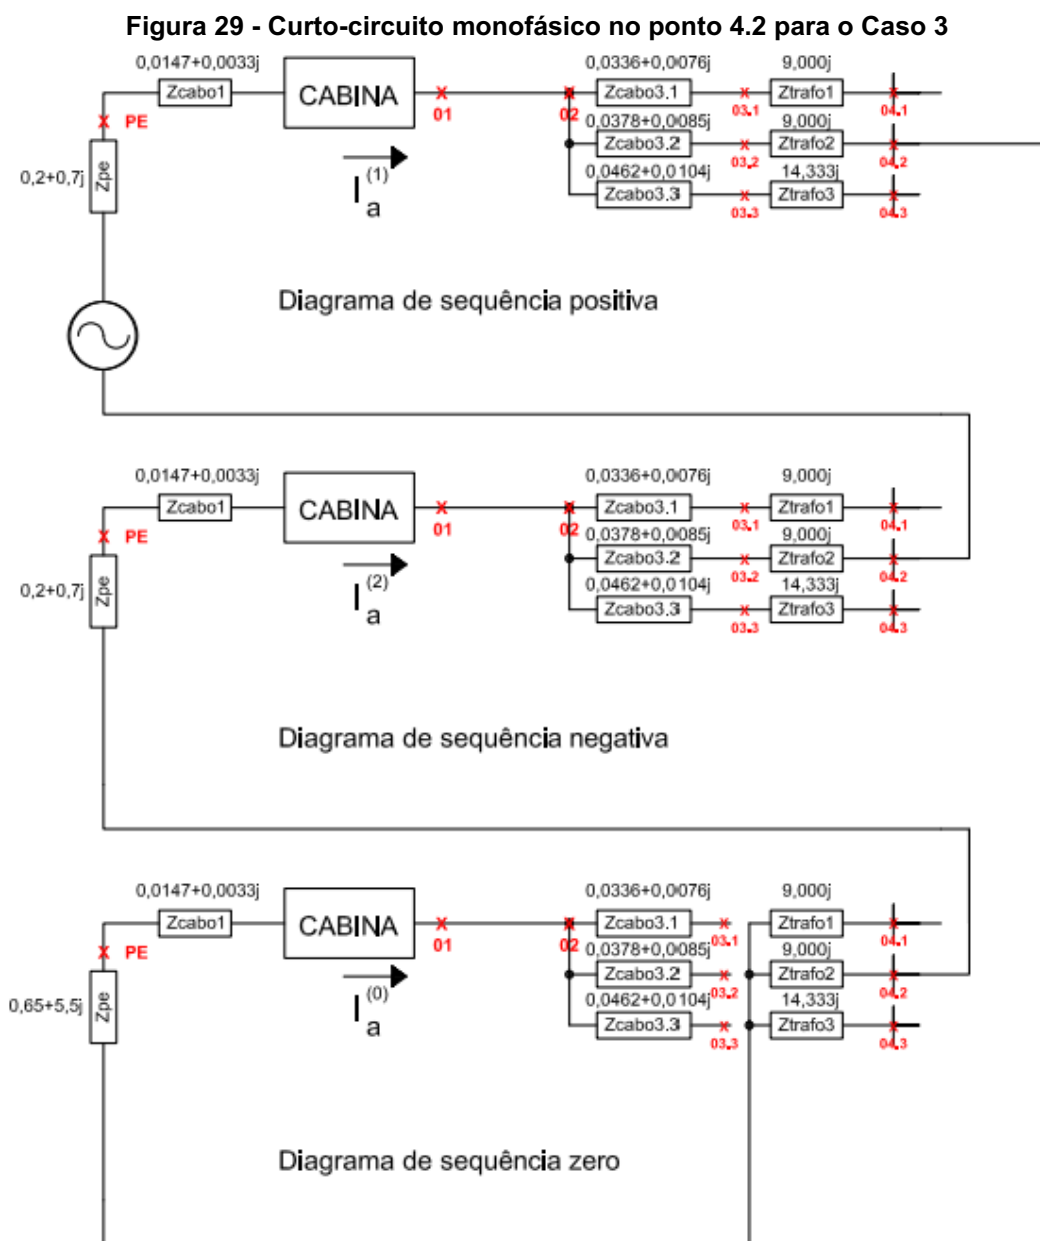 Figura 29 - Curto-circuito monofásico no ponto 4.2 para o Caso 3
0,0147+0,0033j
0,0336+0,0076j 9,000j
Zcabo1 CABINA Zcabo3.1 Ztrafo1
PE 01 02 03.1 04.1
0,0378+0,0085j 9,000j
Zcabo3.2 Ztrafo2
03.2 04.2
0,2+0,7j Zpe
I a (1)
0,0462+0,0104j 14,333j
Zcabo3.3 Ztrafo3
03.3 04.3
Diagrama de sequência positiva
0,0147+0,0033j
0,0336+0,0076j 9,000j
Zcabo1 CABINA Zcabo3.1 Ztrafo1
PE 01 02 03.1 04.1
0,0378+0,0085j 9,000j
Zcabo3.2 Ztrafo2
03.2 04.2
0,2+0,7j Zpe
I a (2)
0,0462+0,0104j 14,333j
Zcabo3.3 Ztrafo3
03.3 04.3
Diagrama de sequência negativa
0,0147+0,0033j
0,0336+0,0076j 9,000j
Zcabo1 CABINA Zcabo3.1 Ztrafo1
PE 01 02 03.1 04.1
0,0378+0,0085j 9,000j
Zcabo3.2 Ztrafo2
03.2 04.2
0,65+5,5j Zpe
I a (0)
0,0462+0,0104j 14,333j
Zcabo3.3 Ztrafo3
03.3 04.3
Diagrama de sequência zero